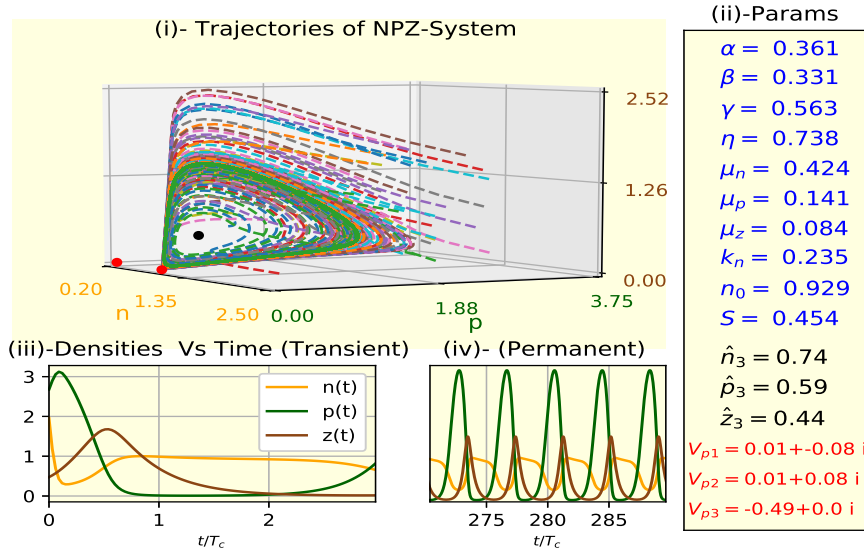 (i)- Trajectories of NPZ-System
2.52
1.26
0.00
0.20
1.35
2.50
n
0.00
1.88
3.75
p
(ii)-Params
α = 0.361
β = 0.331
γ = 0.563
η = 0.738
μₙ = 0.424
μₚ = 0.141
μ_z = 0.084
kₙ = 0.235
n₀ = 0.929
S = 0.454
n̂₃ = 0.74
p̂₃ = 0.59
ẑ₃ = 0.44
Vₚ₁ = 0.01+-0.08 i
Vₚ₂ = 0.01+0.08 i
Vₚ₃ = -0.49+0.0 i
(iii)-Densities Vs Time (Transient)
3
2
1
0
n(t)
p(t)
z(t)
0 1 2
t/T_c
(iv)- (Permanent)
275 280 285
t/T_c